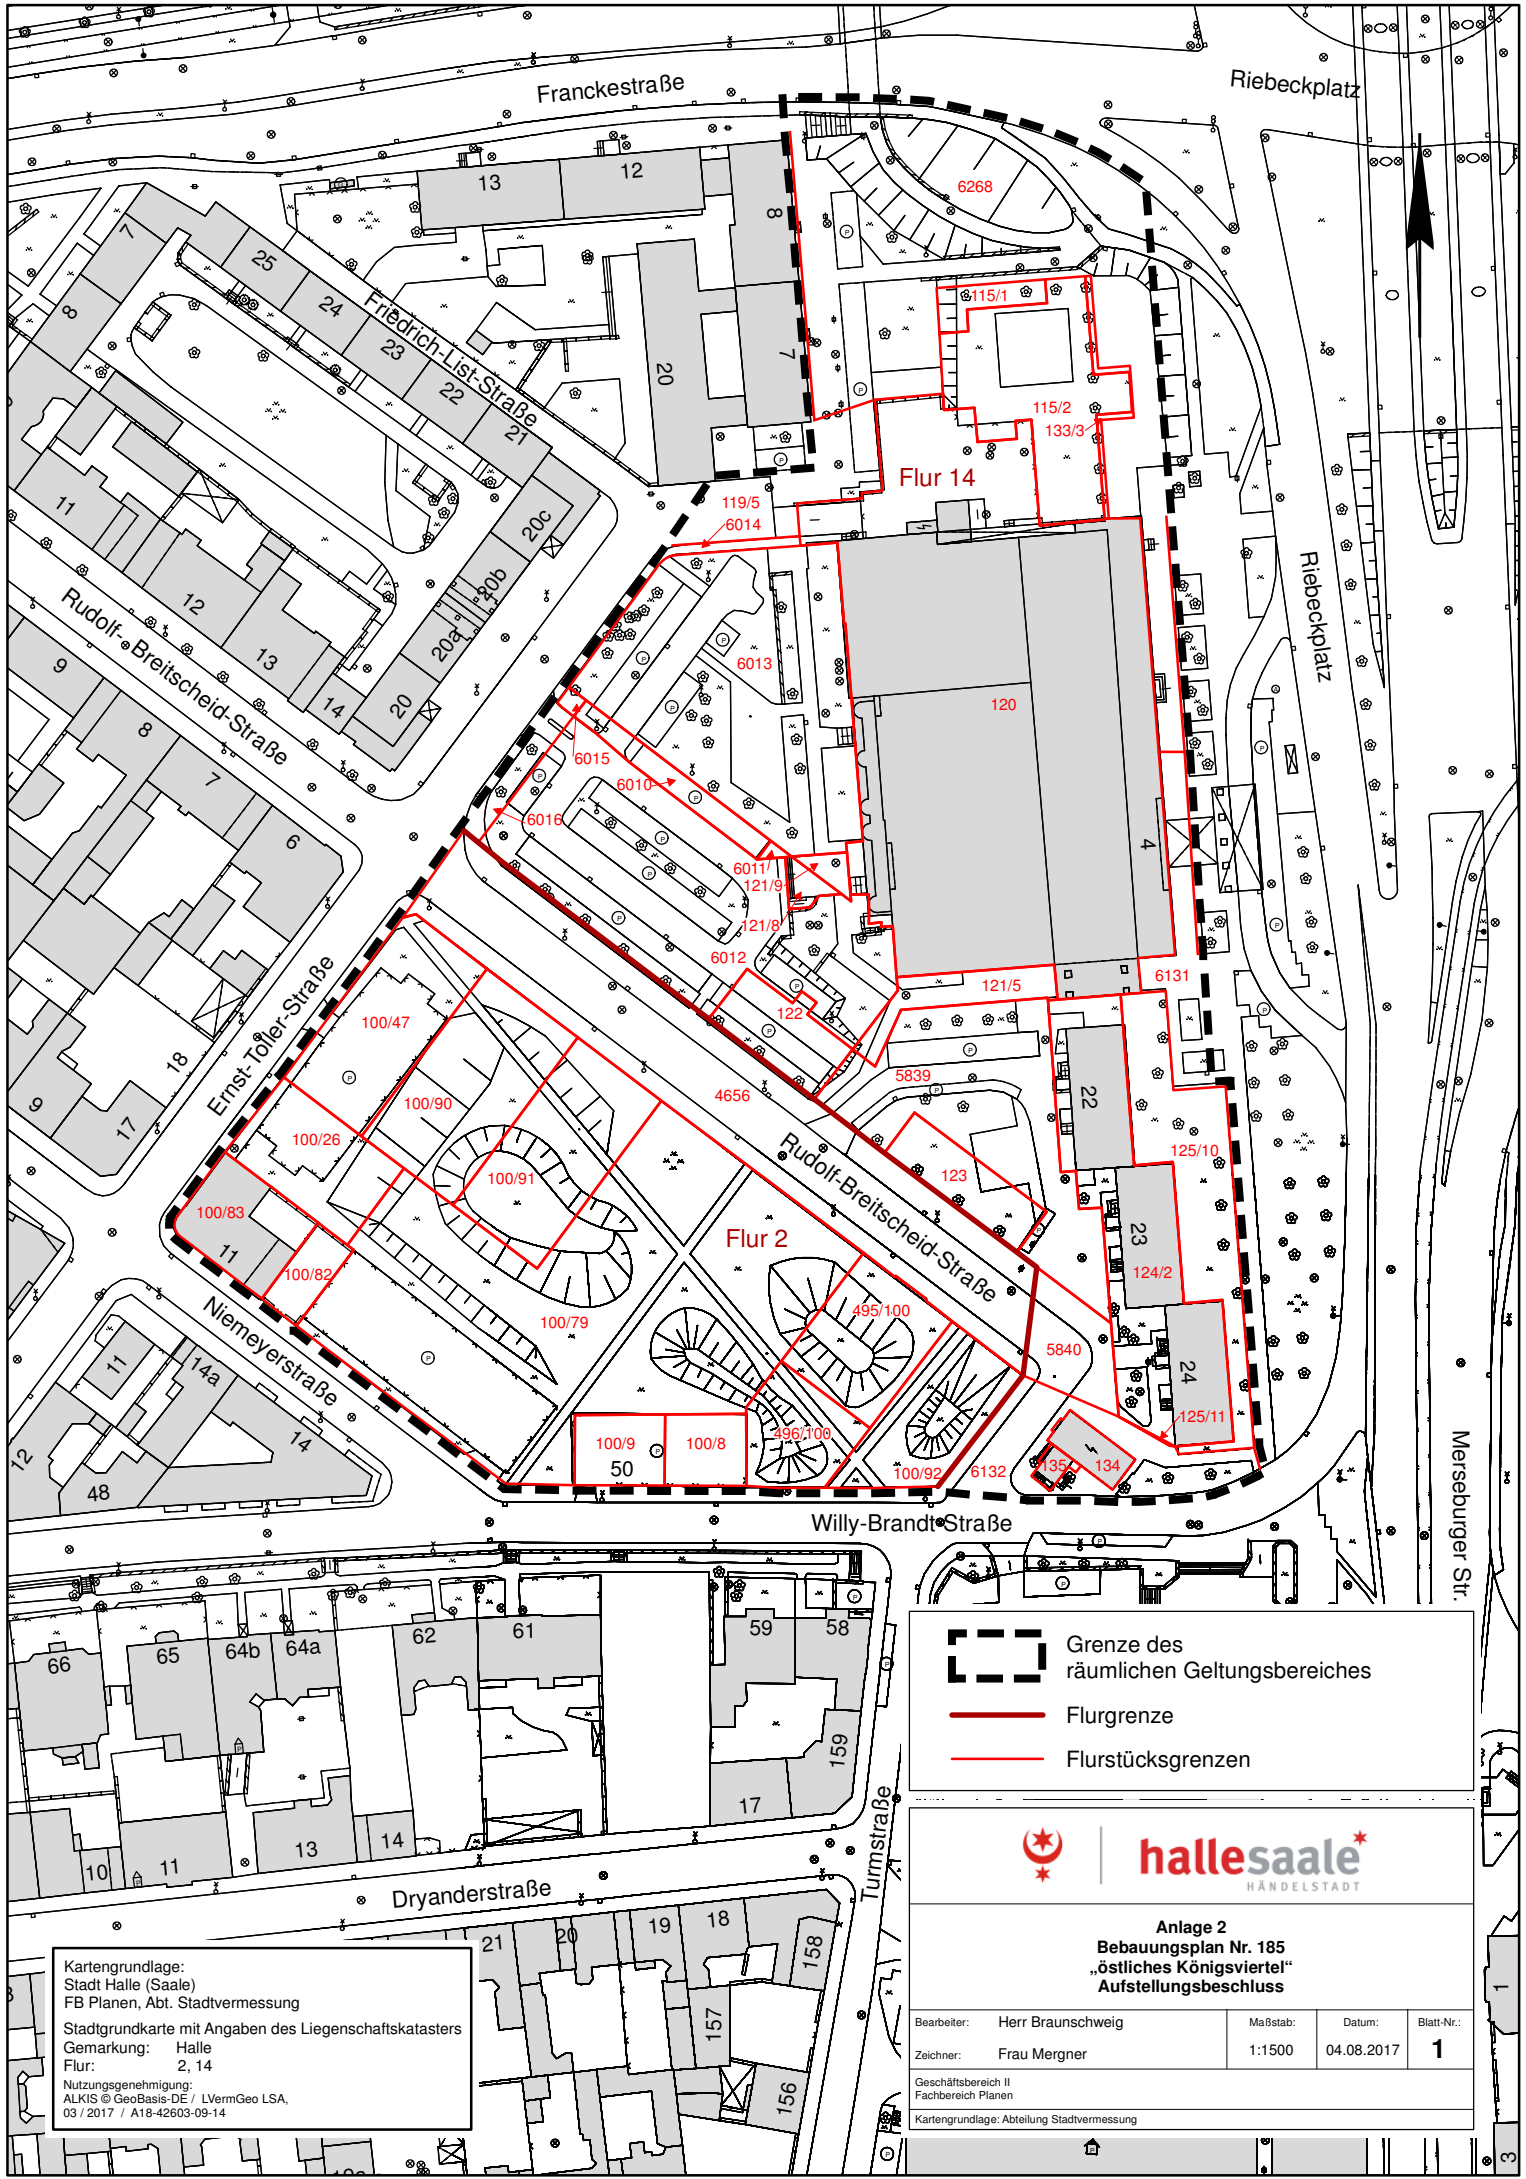 Franckestraße
Riebeckplatz
13
12
8
6268
7
25
24
23
22
21
8
Friedrich-List-Straße
20
7
115/1
115/2
133/3
Flur 14
11
12
13
14
20
20a
20b
20c
119/5
6014
Rudolf-Breitscheid-Straße
Riebeckplatz
9
8
7
6
6013
120
4
6015
6010
6016
6011
121/9
121/8
6012
121/5
6131
122
Ernst-Toller-Straße
18
17
9
100/47
100/90
100/26
100/91
100/83
11
100/82
100/79
4656
5839
Rudolf-Breitscheid-Straße
22
125/10
123
23
124/2
Flur 2
495/100
5840
24
125/11
Niemeyerstraße
11
14a
14
12
48
100/9
50
100/8
496/100
100/92
6132
135
134
Willy-Brandt-Straße
Merseburger Str.
66
65
64b
64a
62
61
59
58
159
17
Turmstraße
10
11
13
14
Dryanderstraße
21
20
19
18
158
157
156
1
3
Grenze des
räumlichen Geltungsbereiches
Flurgrenze
Flurstücksgrenzen
hallesaale
HÄNDELSTADT
Anlage 2
Bebauungsplan Nr. 185
„östliches Königsviertel“
Aufstellungsbeschluss
Bearbeiter: Herr Braunschweig
Zeichner: Frau Mergner
Maßstab:
1:1500
Datum:
04.08.2017
Blatt-Nr.:
1
Geschäftsbereich II
Fachbereich Planen
Kartengrundlage: Abteilung Stadtvermessung
Kartengrundlage:
Stadt Halle (Saale)
FB Planen, Abt. Stadtvermessung
Stadtgrundkarte mit Angaben des Liegenschaftskatasters
Gemarkung: Halle
Flur: 2, 14
Nutzungsgenehmigung:
ALKIS © GeoBasis-DE / LVermGeo LSA,
03 / 2017 / A18-42603-09-14